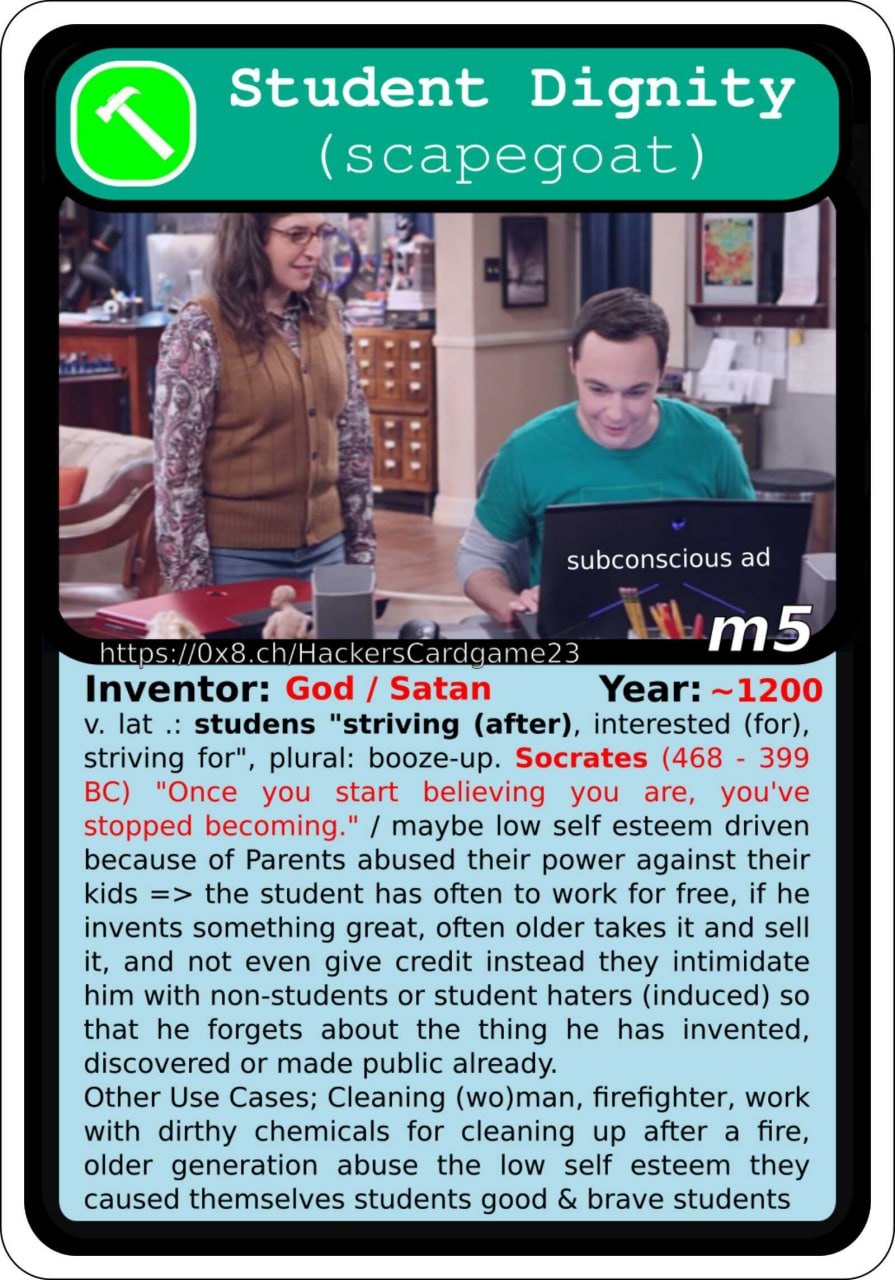 Student Dignity
(scapegoat)
subconscious ad
m5
https://0x8.ch/HackersCardgame23
Inventor: God / Satan Year: ~1200
v. lat .: studens "striving (after), interested (for),
striving for", plural: booze-up. Socrates (468 - 399
BC) "Once you start believing you are, you've
stopped becoming." / maybe low self esteem driven
because of Parents abused their power against their
kids => the student has often to work for free, if he
invents something great, often older takes it and sell
it, and not even give credit instead they intimidate
him with non-students or student haters (induced) so
that he forgets about the thing he has invented,
discovered or made public already.
Other Use Cases; Cleaning (wo)man, firefighter, work
with dirthy chemicals for cleaning up after a fire,
older generation abuse the low self esteem they
caused themselves students good & brave students